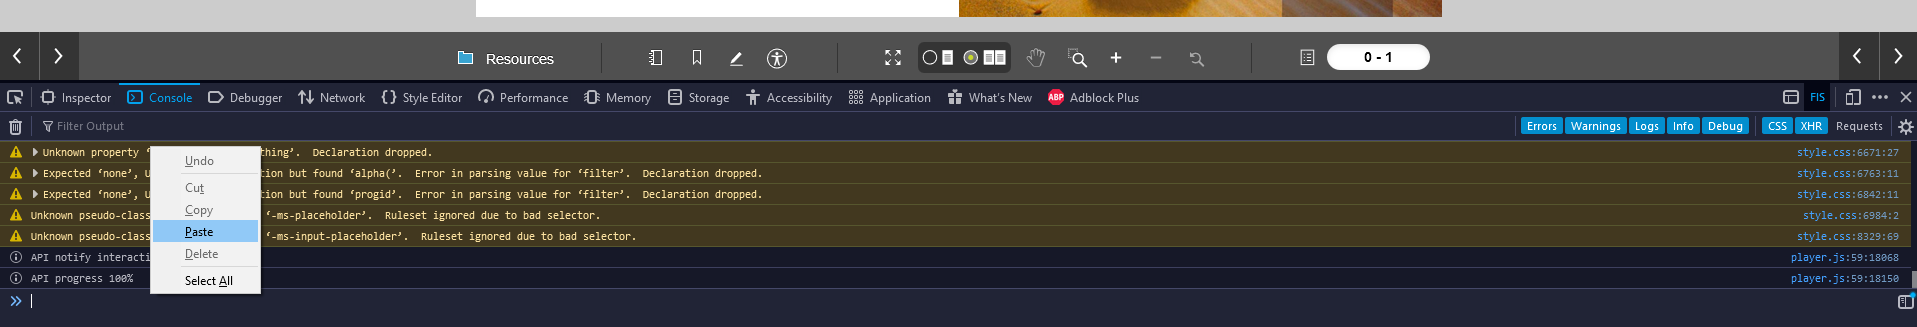 Resources
0 - 1
Inspector Console Debugger Network Style Editor Performance Memory Storage Accessibility Application What's New ABP Adblock Plus FIS
Filter Output Errors Warnings Logs Info Debug CSS XHR Requests
Unknown property ‘ thing’. Declaration dropped. style.css:6671:27
Expected ‘none’, U tion but found ‘alpha(’. Error in parsing value for ‘filter’. Declaration dropped. style.css:6763:11
Expected ‘none’, U tion but found ‘progid’. Error in parsing value for ‘filter’. Declaration dropped. style.css:6842:11
Unknown pseudo-class ‘-ms-placeholder’. Ruleset ignored due to bad selector. style.css:6984:2
Unknown pseudo-class ‘-ms-input-placeholder’. Ruleset ignored due to bad selector. style.css:8329:69
API notify interacti player.js:59:18068
API progress 100% player.js:59:18150
Undo
Cut
Copy
Paste
Delete
Select All